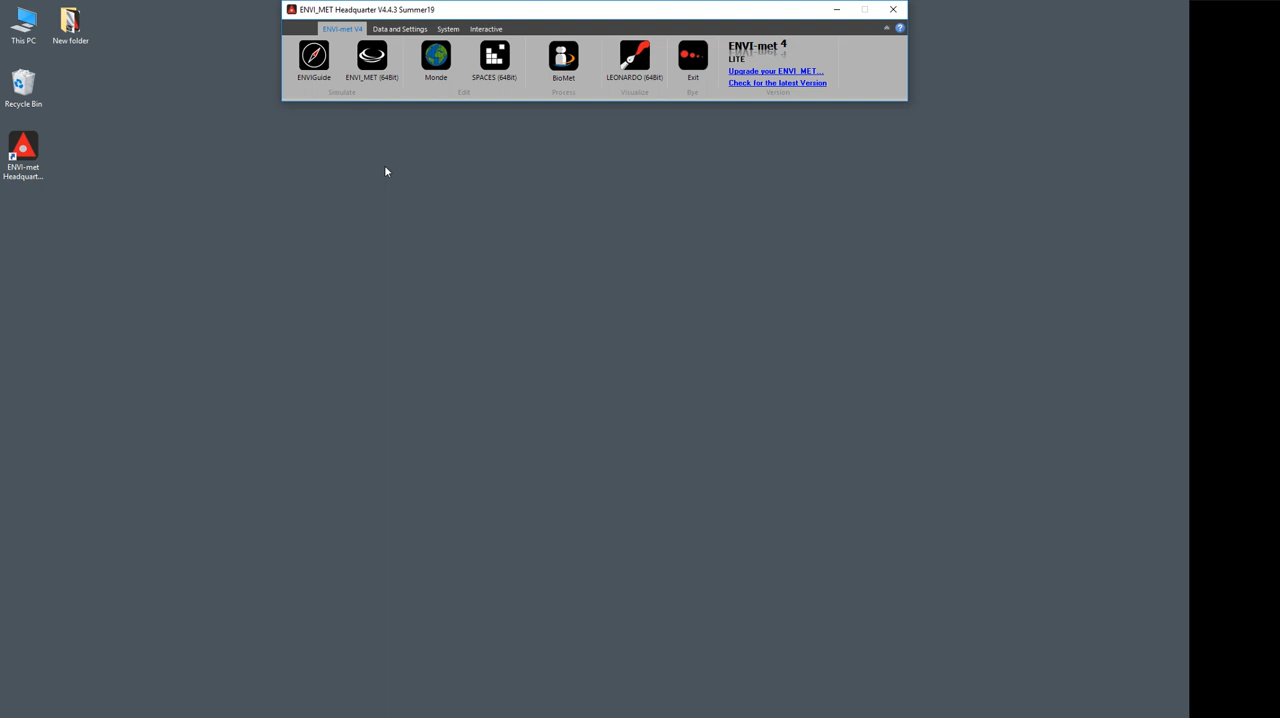 ENVI_MET Headquarter V4.4.3 Summer19
ENVI-met V4 Data and Settings System Interactive
ENVIGuide ENVI_MET (64Bit) Monde SPACES (64Bit) BioMet LEONARDO (64Bit) Exit
Simulate Edit Process Visualize Bye Version
ENVI-met 4
LITE
Upgrade your ENVI_MET...
Check for the latest Version
This PC
New folder
Recycle Bin
ENVI-met
Headquart...